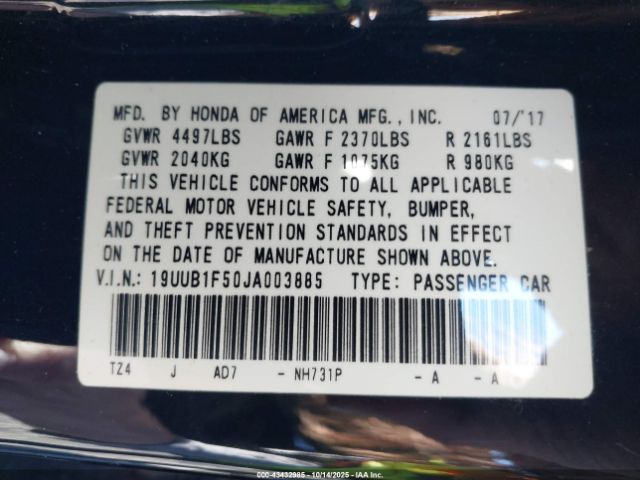 MFD. BY HONDA OF AMERICA MFG., INC. 07/'17
GVWR 4497LBS GAWR F 2370LBS R 2161LBS
GVWR 2040KG GAWR F 1075KG R 980KG
THIS VEHICLE CONFORMS TO ALL APPLICABLE
FEDERAL MOTOR VEHICLE SAFETY, BUMPER,
AND THEFT PREVENTION STANDARDS IN EFFECT
ON THE DATE OF MANUFACTURE SHOWN ABOVE.
V.I.N.: 19UUB1F50JA003885 TYPE: PASSENGER CAR
TZ4 J AD7 - NH731P - A - A
000-43432985 - 10/14/2025 - IAA Inc.